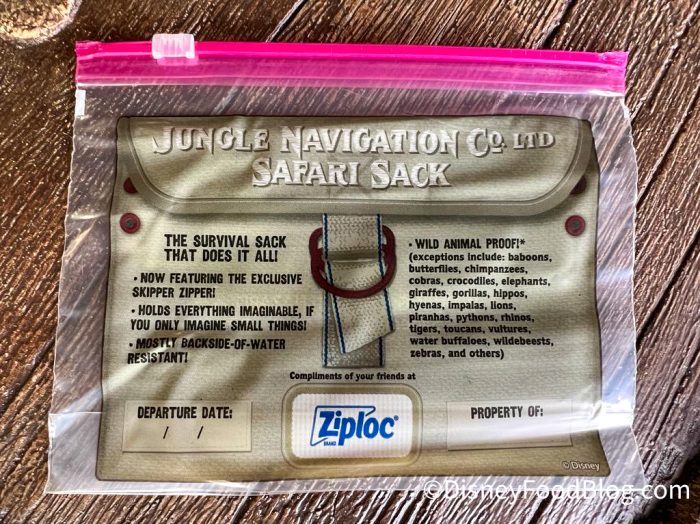 JUNGLE NAVIGATION CO. LTD
SAFARI SACK
THE SURVIVAL SACK
THAT DOES IT ALL!
• NOW FEATURING THE EXCLUSIVE
SKIPPER ZIPPER!
• HOLDS EVERYTHING IMAGINABLE, IF
YOU ONLY IMAGINE SMALL THINGS!
• MOSTLY BACKSIDE-OF-WATER
RESISTANT!
• WILD ANIMAL PROOF!*
(exceptions include: baboons,
butterflies, chimpanzees,
cobras, crocodiles, elephants,
giraffes, gorillas, hippos,
hyenas, impalas, lions,
piranhas, pythons, rhinos,
tigers, toucans, vultures,
water buffaloes, wildebeests,
zebras, and others)
Compliments of your friends at
DEPARTURE DATE:
/ /
Ziploc®
BRAND
PROPERTY OF:
©Disney
©DisneyFoodBlog.com